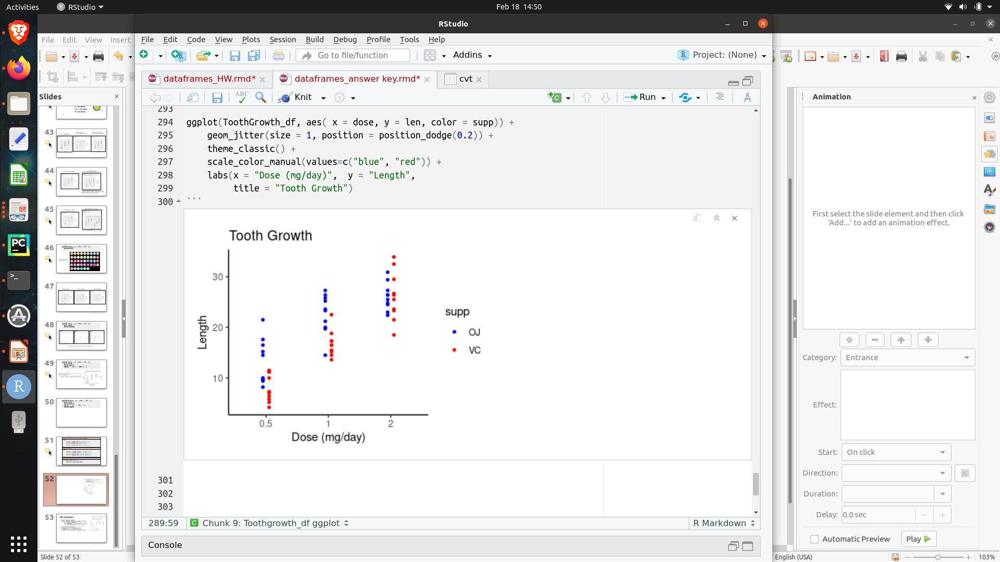 Activities
RStudio
Feb 18 14:50
RStudio
File Edit View Insert
File Edit Code View Plots Session Build Debug Profile Tools Help
Go to file/function
Addins
Project: (None)
dataframes_HW.rmd*
dataframes_answer key.rmd*
cvt
ABC
Knit
Run
Slides
43
44
45
46
47
48
49
50
51
52
53
Slide 52 of 53
293
294 ggplot(ToothGrowth_df, aes( x = dose, y = len, color = supp)) +
295 geom_jitter(size = 1, position = position_dodge(0.2)) +
296 theme_classic() +
297 scale_color_manual(values=c("blue", "red")) +
298 labs(x = "Dose (mg/day)",  y = "Length",
299 title = "Tooth Growth")
300 ```
Tooth Growth
30
20
10
Length
0.5 1 2
Dose (mg/day)
supp
OJ
VC
301
302
303
289:59
C Chunk 9: Toothgrowth_df ggplot
R Markdown
Console
Animation
First select the slide element and then click
'Add...' to add an animation effect.
Category: Entrance
Effect:
Start: On click
Direction:
Duration:
Delay: 0.0 sec
Automatic Preview
Play
English (USA)
103%
PC
R